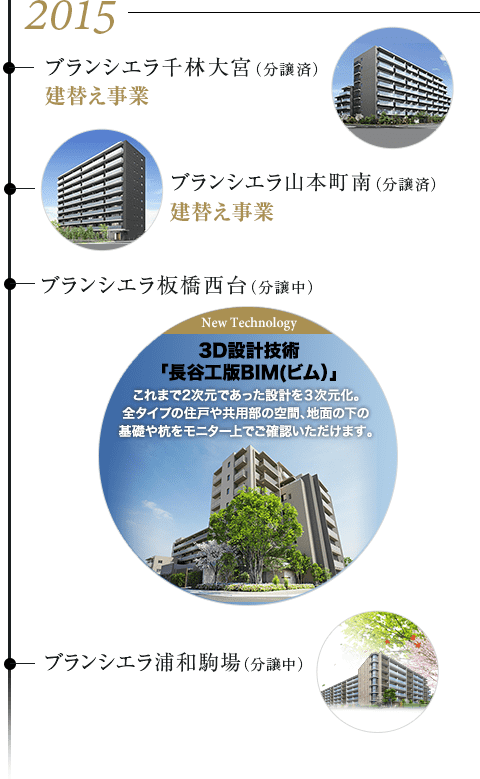 2015
ブランシエラ千林大宮（分譲済）
建替え事業
ブランシエラ山本町南（分譲済）
建替え事業
ブランシエラ板橋西台（分譲中）
New Technology
3D設計技術
「長谷工版BIM(ビム)」
これまで2次元であった設計を３次元化。
全タイプの住戸や共用部の空間、地面の下の
基礎や杭をモニター上でご確認いただけます。
ブランシエラ浦和駒場（分譲中）